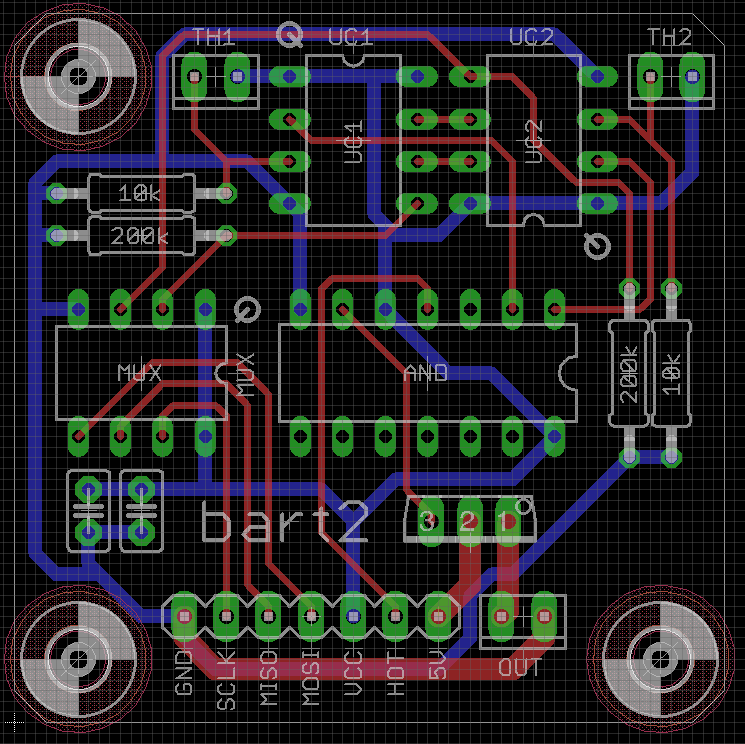 TH1
UC1
UC2
TH2
UC1
UC2
10k
200k
MUX
MUX
AND
200k
10k
bart2
3 2 1
GND
SCLK
MISO
MOSI
VCC
HOT
5V
OUT